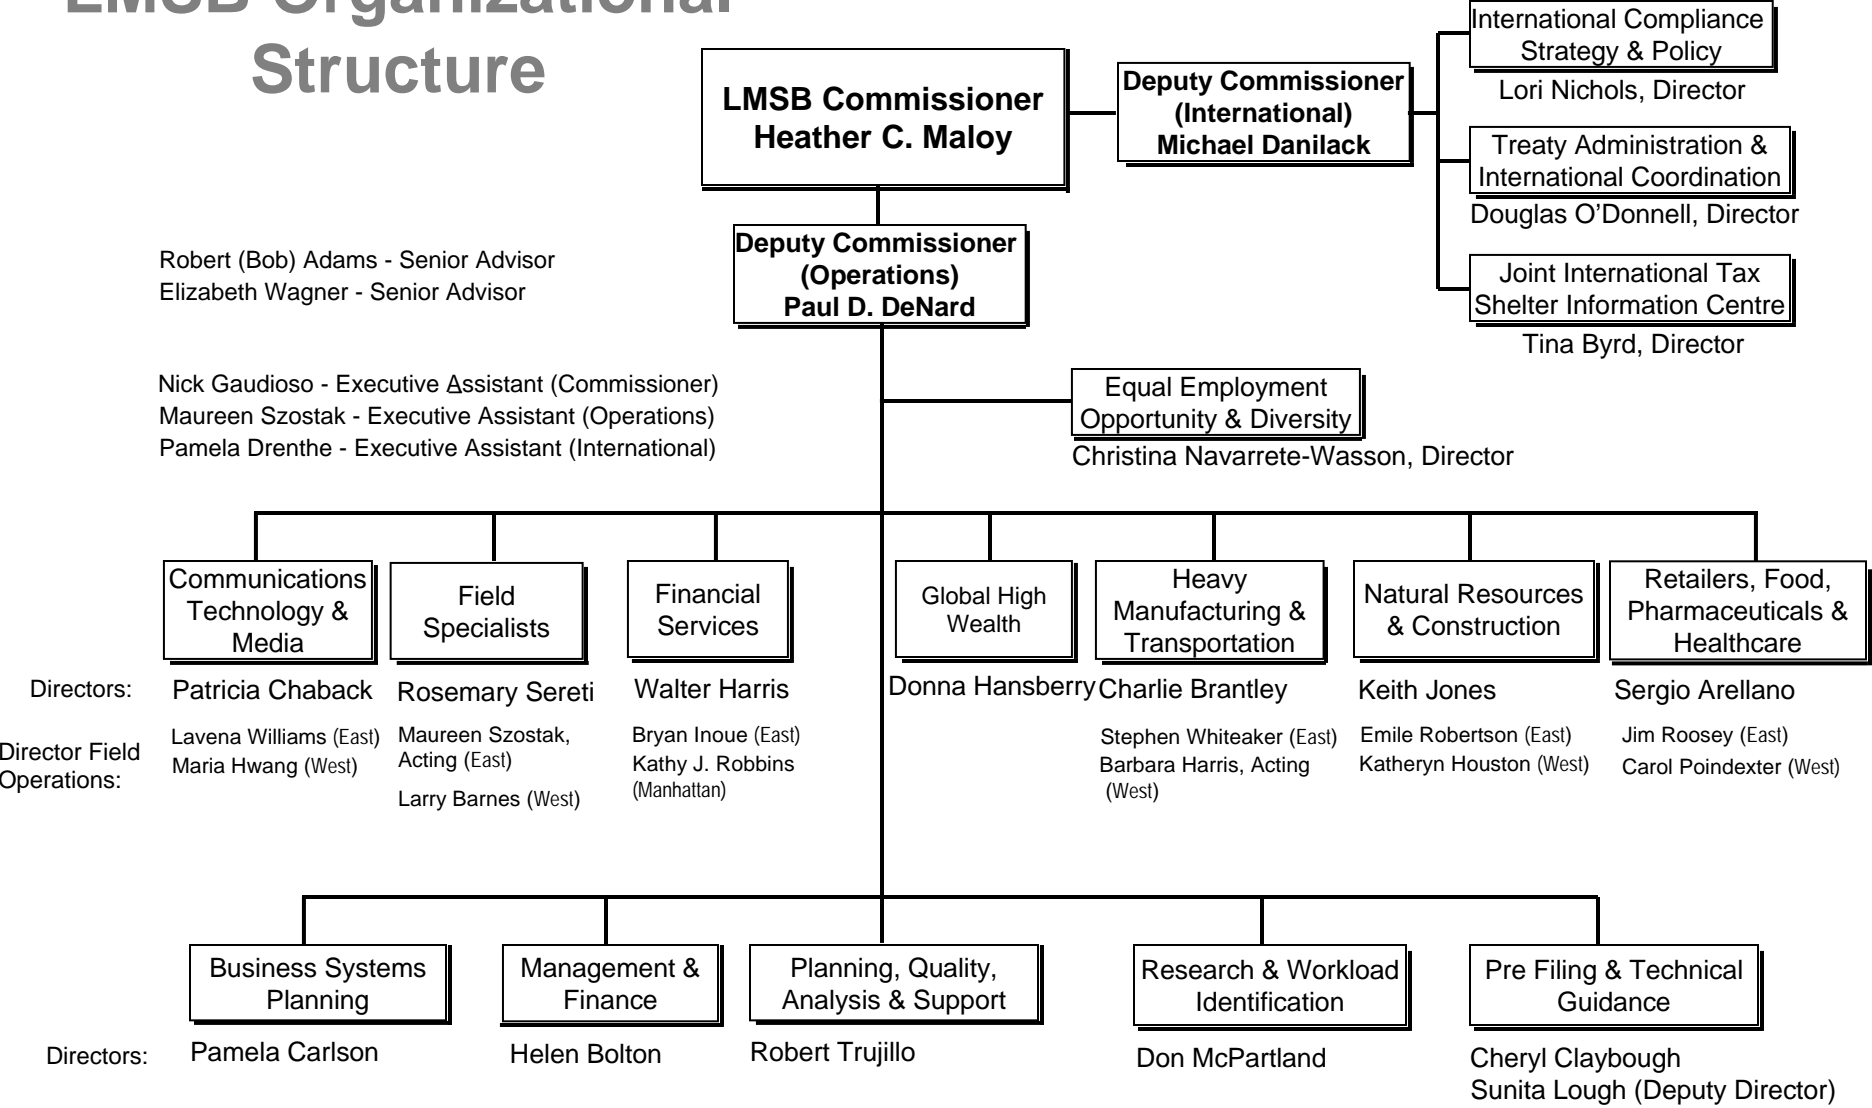 LMSB Organizational
Structure
LMSB Commissioner
Heather C. Maloy
Deputy Commissioner
(International)
Michael Danilack
International Compliance
Strategy & Policy
Lori Nichols, Director
Treaty Administration &
International Coordination
Douglas O’Donnell, Director
Joint International Tax
Shelter Information Centre
Tina Byrd, Director
Deputy Commissioner
(Operations)
Paul D. DeNard
Robert (Bob) Adams - Senior Advisor
Elizabeth Wagner - Senior Advisor
Nick Gaudioso - Executive Assistant (Commissioner)
Maureen Szostak - Executive Assistant (Operations)
Pamela Drenthe - Executive Assistant (International)
Equal Employment
Opportunity & Diversity
Christina Navarrete-Wasson, Director
Communications
Technology &
Media
Field
Specialists
Financial
Services
Global High
Wealth
Heavy
Manufacturing &
Transportation
Natural Resources
& Construction
Retailers, Food,
Pharmaceuticals &
Healthcare
Directors:
Patricia Chaback
Rosemary Sereti
Walter Harris
Donna Hansberry
Charlie Brantley
Keith Jones
Sergio Arellano
Director Field
Operations:
Lavena Williams (East)
Maria Hwang (West)
Maureen Szostak,
Acting (East)
Larry Barnes (West)
Bryan Inoue (East)
Kathy J. Robbins
(Manhattan)
Stephen Whiteaker (East)
Barbara Harris, Acting
(West)
Emile Robertson (East)
Katheryn Houston (West)
Jim Roosey (East)
Carol Poindexter (West)
Business Systems
Planning
Management &
Finance
Planning, Quality,
Analysis & Support
Research & Workload
Identification
Pre Filing & Technical
Guidance
Directors:
Pamela Carlson
Helen Bolton
Robert Trujillo
Don McPartland
Cheryl Claybough
Sunita Lough (Deputy Director)